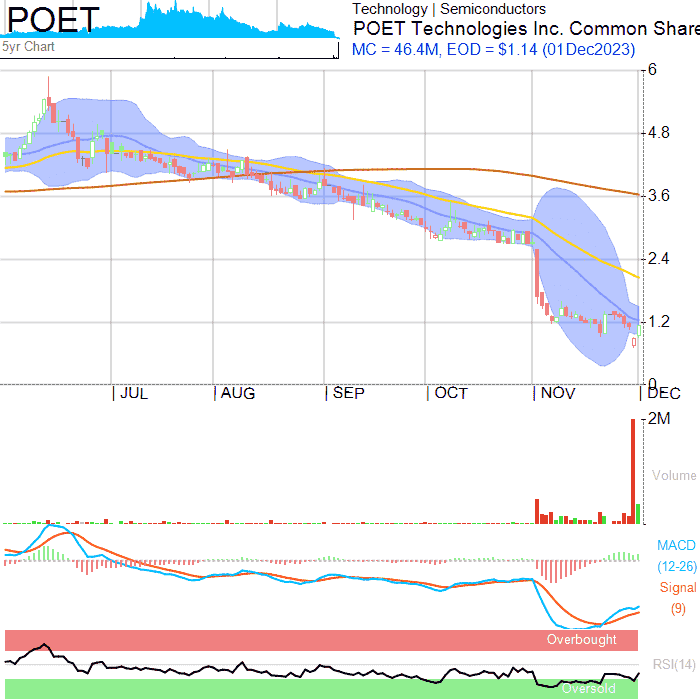 POET
5yr Chart
Technology | Semiconductors
POET Technologies Inc. Common Share
MC = 46.4M, EOD = $1.14 (01Dec2023)
6
4.8
3.6
2.4
1.2
0
JUL AUG SEP OCT NOV DEC
2M
Volume
MACD
(12-26)
Signal
(9)
Overbought
RSI(14)
Oversold